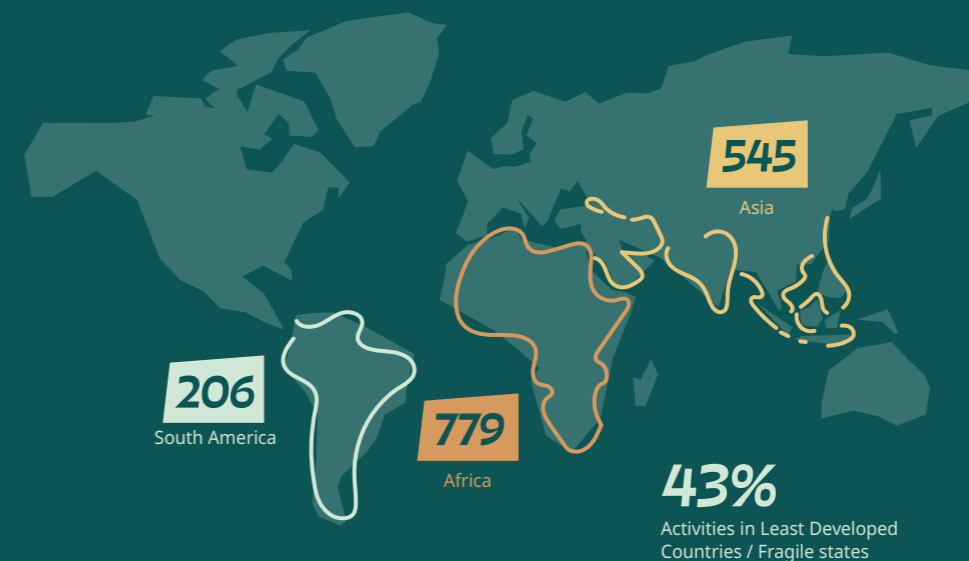 545
Asia
206
South America
779
Africa
43%
Activities in Least Developed
Countries / Fragile states